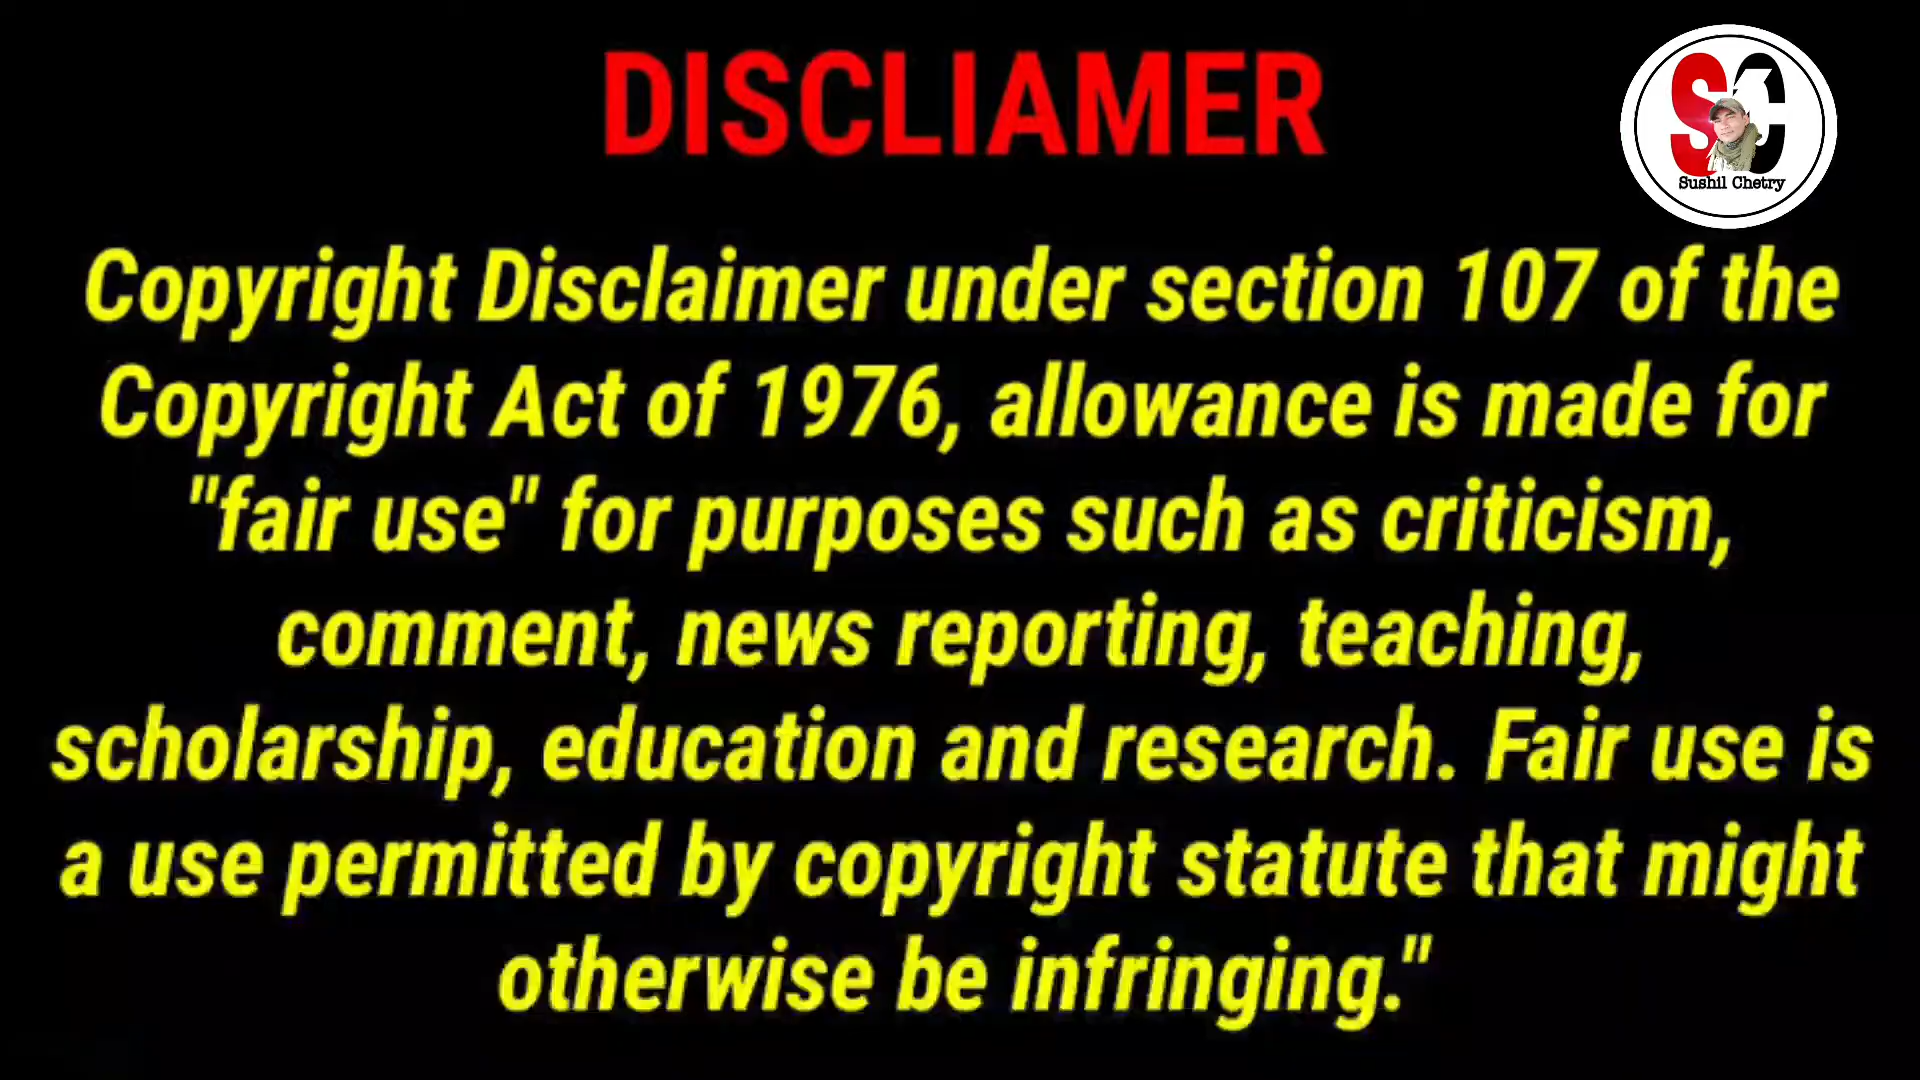 DISCLIAMER
SC
Sushil Chetry
Copyright Disclaimer under section 107 of the
Copyright Act of 1976, allowance is made for
"fair use" for purposes such as criticism,
comment, news reporting, teaching,
scholarship, education and research. Fair use is
a use permitted by copyright statute that might
otherwise be infringing."